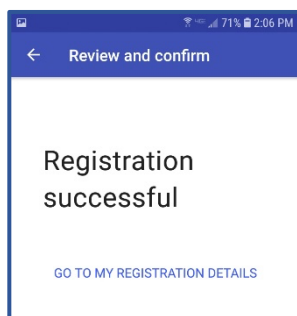 71% 2:06 PM
Review and confirm
Registration
successful
GO TO MY REGISTRATION DETAILS